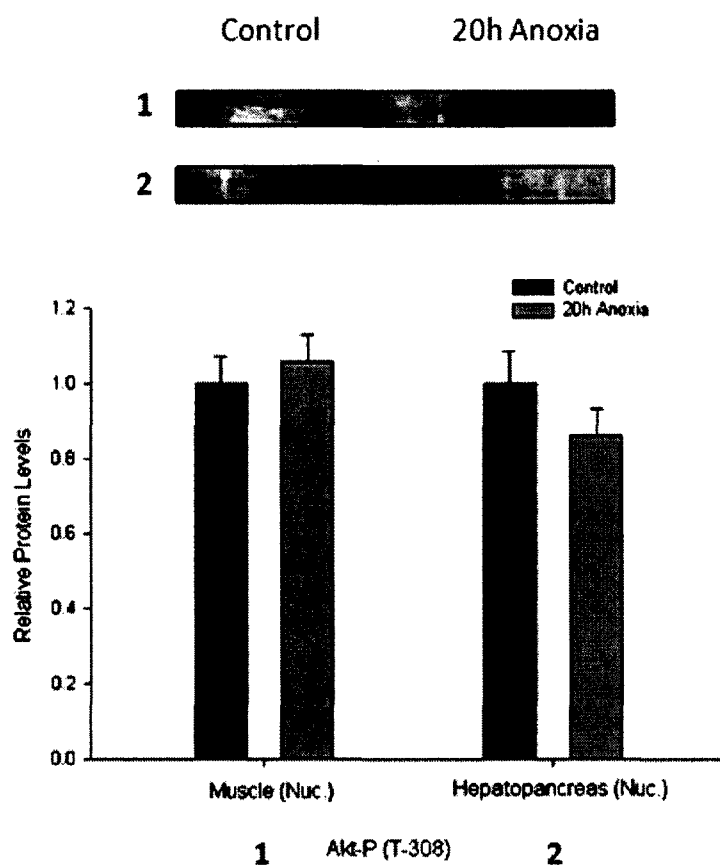 Control 20h Anoxia
1
2
Control
20h Anoxia
1.2
1.0
0.8
0.6
0.4
0.2
0.0
Relative Protein Levels
Muscle (Nuc.) Hepatopancreas (Nuc.)
1 Akt-P (T-308) 2